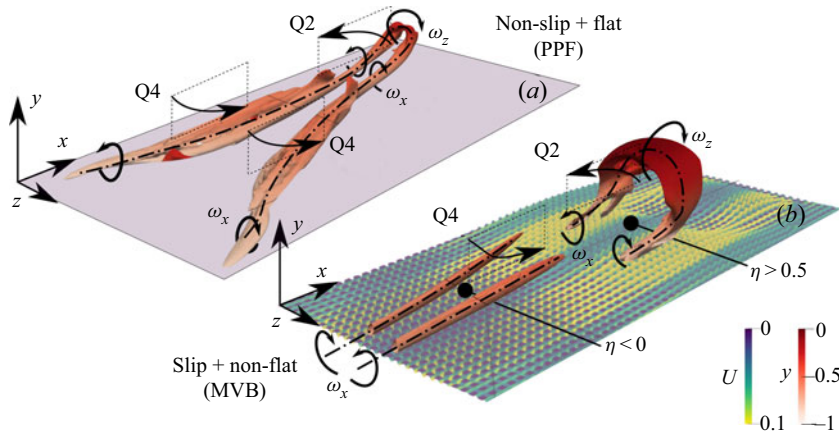 Q2
Non-slip + flat
(PPF)
ω_z
Q4
ω_x
(a)
y
x
z
Q4
ω_x
ω_z
Q2
y
Q4
(b)
x
z
ω_x
η > 0.5
η < 0
Slip + non-flat
(MVB)
ω_x
0
0
U
y
−0.5
0.1
−1